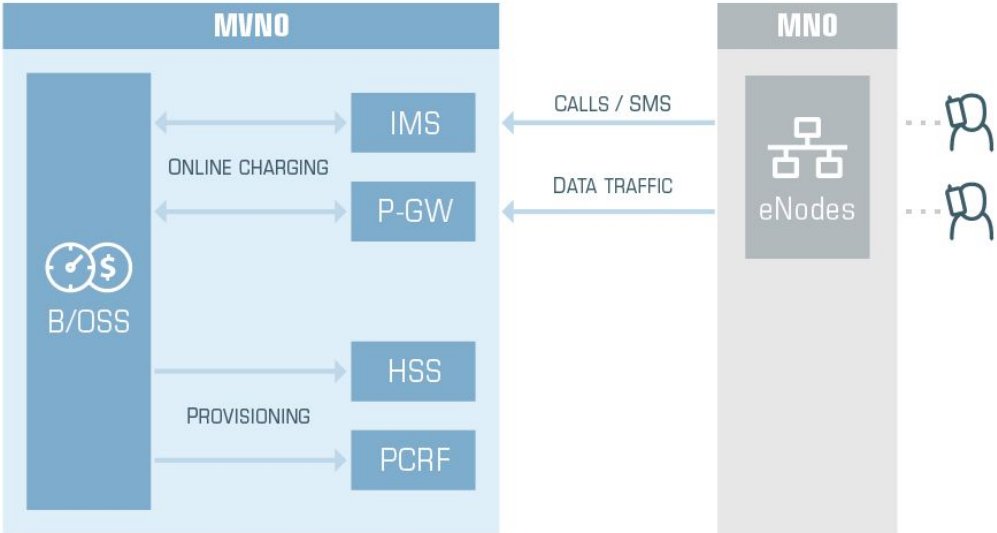 MVNO
MNO
CALLS / SMS
IMS
ONLINE CHARGING
DATA TRAFFIC
P-GW
eNodes
$
B/OSS
HSS
PROVISIONING
PCRF